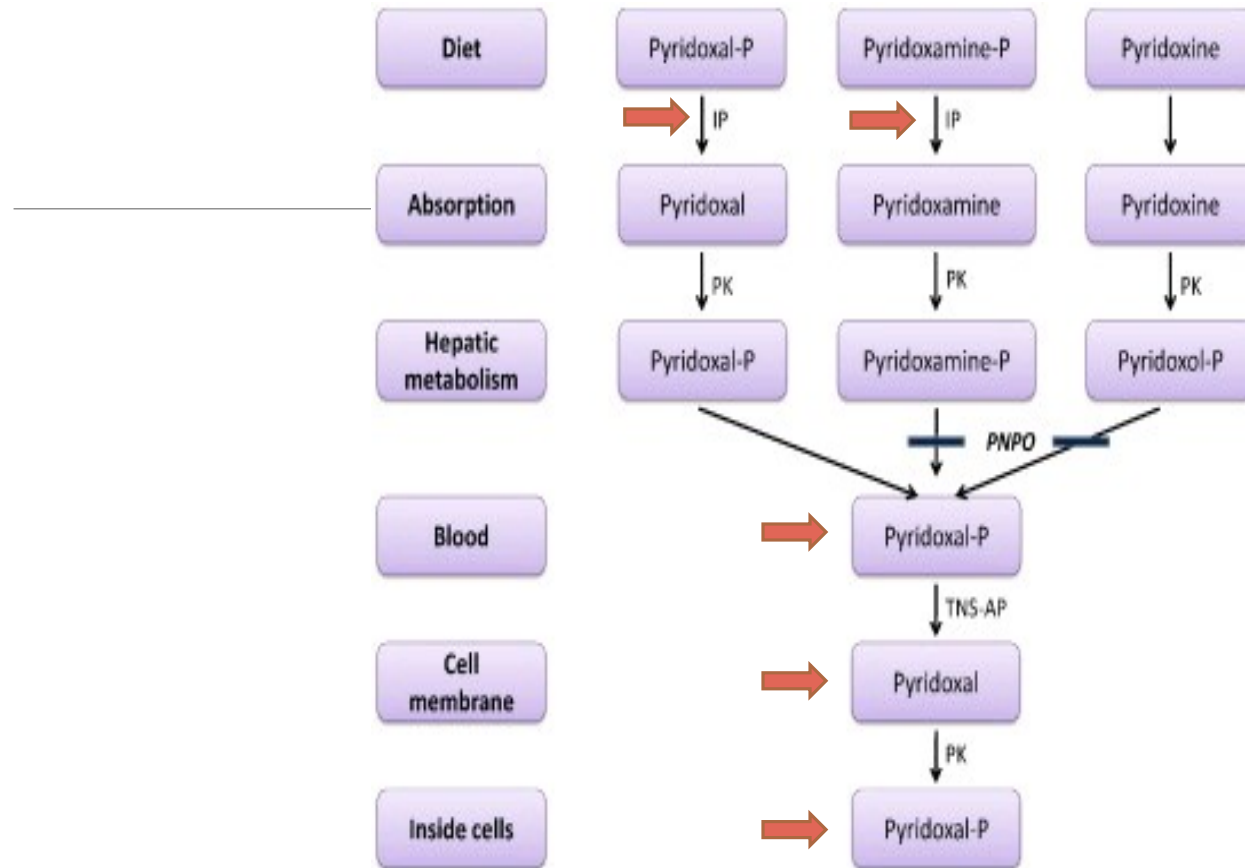 Diet
Pyridoxal-P
Pyridoxamine-P
Pyridoxine
IP
IP
Absorption
Pyridoxal
Pyridoxamine
Pyridoxine
PK
PK
PK
Hepatic
metabolism
Pyridoxal-P
Pyridoxamine-P
Pyridoxol-P
PNPO
Blood
Pyridoxal-P
TNS-AP
Cell
membrane
Pyridoxal
PK
Inside cells
Pyridoxal-P